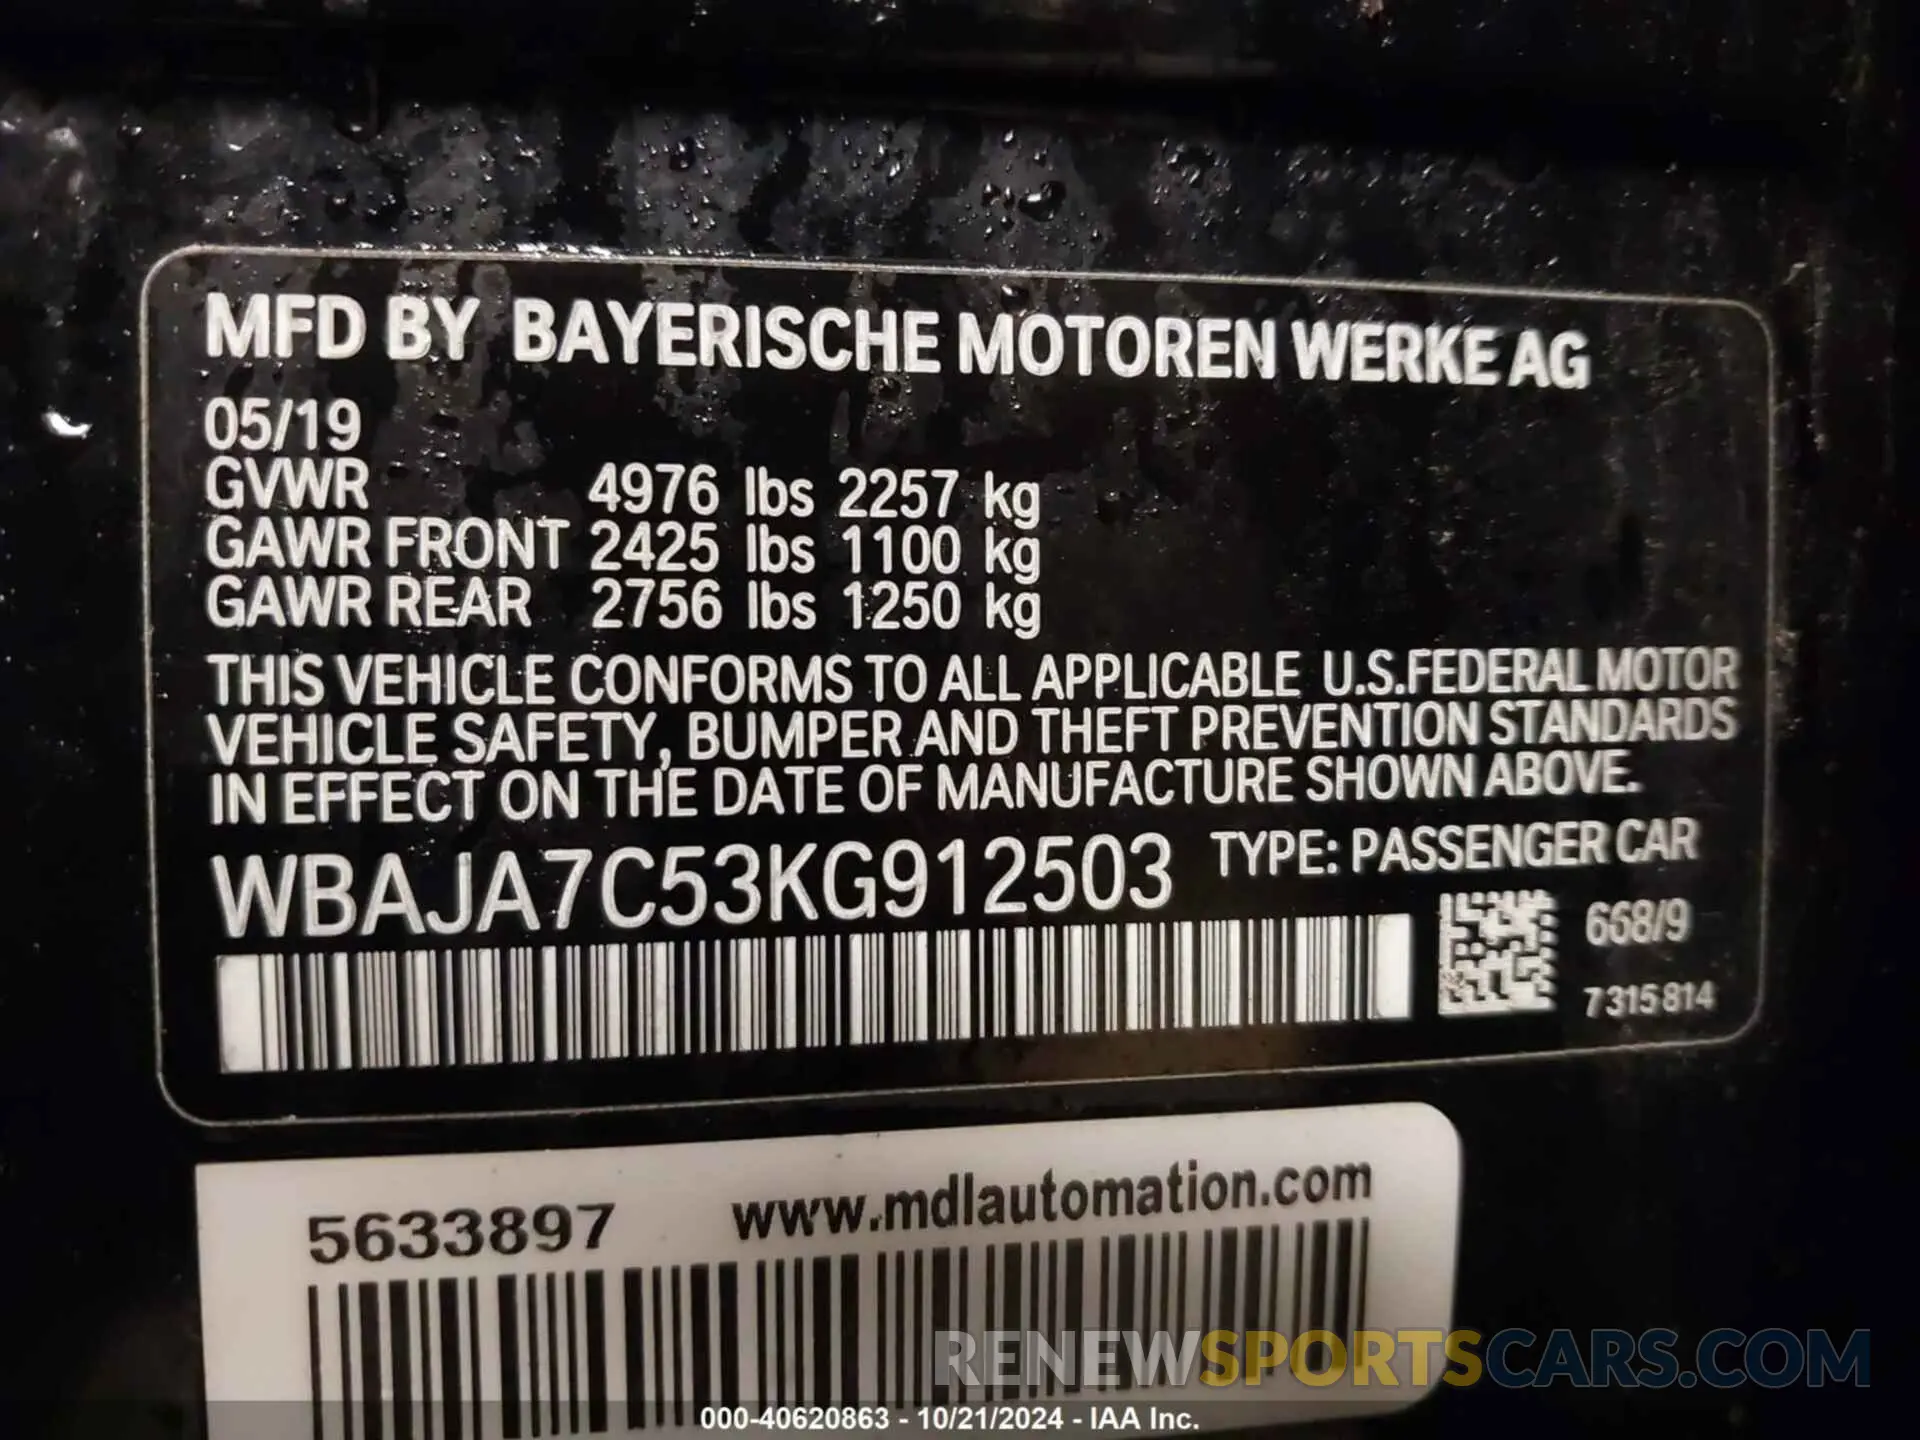 MFD BY BAYERISCHE MOTOREN WERKE AG
05/19
GVWR 4976 lbs 2257 kg
GAWR FRONT 2425 lbs 1100 kg
GAWR REAR 2756 lbs 1250 kg
THIS VEHICLE CONFORMS TO ALL APPLICABLE U.S.FEDERAL MOTOR
VEHICLE SAFETY, BUMPER AND THEFT PREVENTION STANDARDS
IN EFFECT ON THE DATE OF MANUFACTURE SHOWN ABOVE.
WBAJA7C53KG912503 TYPE: PASSENGER CAR
668/9
7315814
5633897 www.mdlautomation.com
RENEWSPORTSCARS.COM
000-40620863 - 10/21/2024 - IAA Inc.